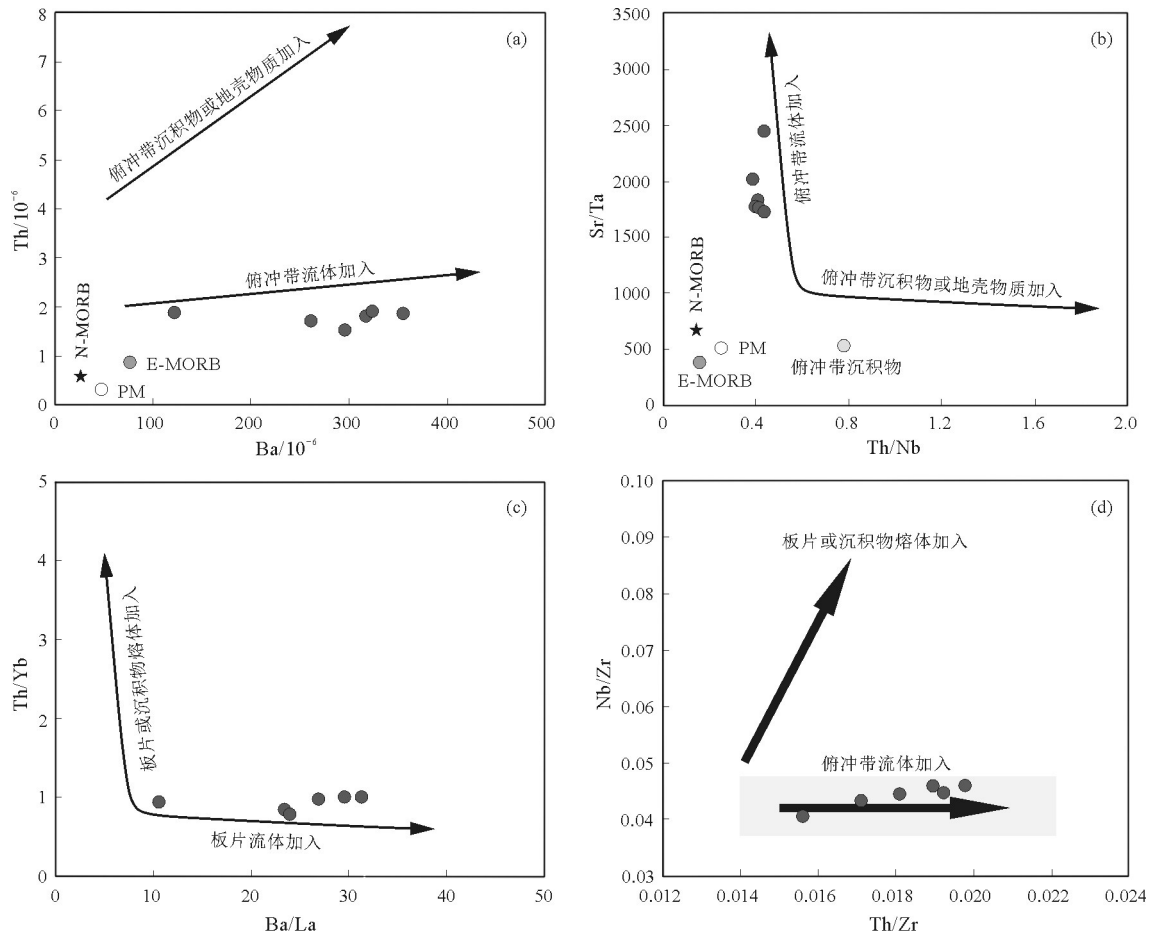 (a)
8
7
6
5
4
3
2
1
0
Th/10⁻⁶
俯冲带沉积物或地壳物质加入
俯冲带流体加入
N-MORB
E-MORB
PM
100
200
300
400
500
Ba/10⁻⁶
(b)
3500
3000
2500
2000
1500
1000
500
0
Sr/Ta
俯冲带流体加入
俯冲带沉积物或地壳物质加入
N-MORB
PM
E-MORB
俯冲带沉积物
0
0.4
0.8
1.2
1.6
2.0
Th/Nb
(c)
5
4
3
2
1
0
Th/Yb
板片或沉积物熔体加入
板片流体加入
0
10
20
30
40
50
Ba/La
(d)
0.10
0.09
0.08
0.07
0.06
0.05
0.04
0.03
Nb/Zr
板片或沉积物熔体加入
俯冲带流体加入
0.012
0.014
0.016
0.018
0.020
0.022
0.024
Th/Zr